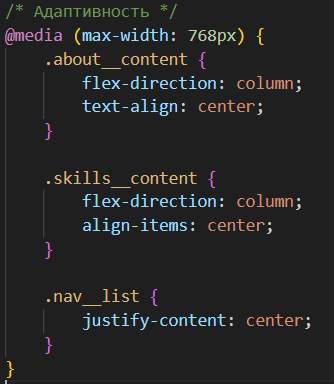 /* Адаптивность */
@media (max-width: 768px) {
    .about__content {
        flex-direction: column;
        text-align: center;
    }

    .skills__content {
        flex-direction: column;
        align-items: center;
    }

    .nav__list {
        justify-content: center;
    }
}